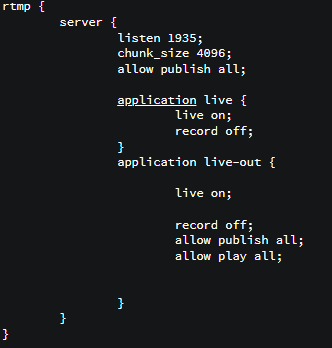 rtmp {
server {
listen 1935;
chunk_size 4096;
allow publish all;
application live {
live on;
record off;
}
application live-out {
live on;
record off;
allow publish all;
allow play all;
}
}
}